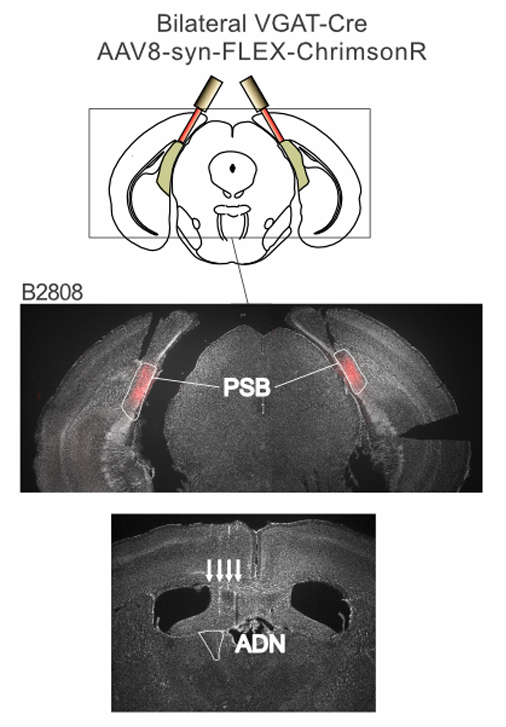 Bilateral VGAT-Cre
AAV8-syn-FLEX-ChrimsonR
B2808
PSB
ADN